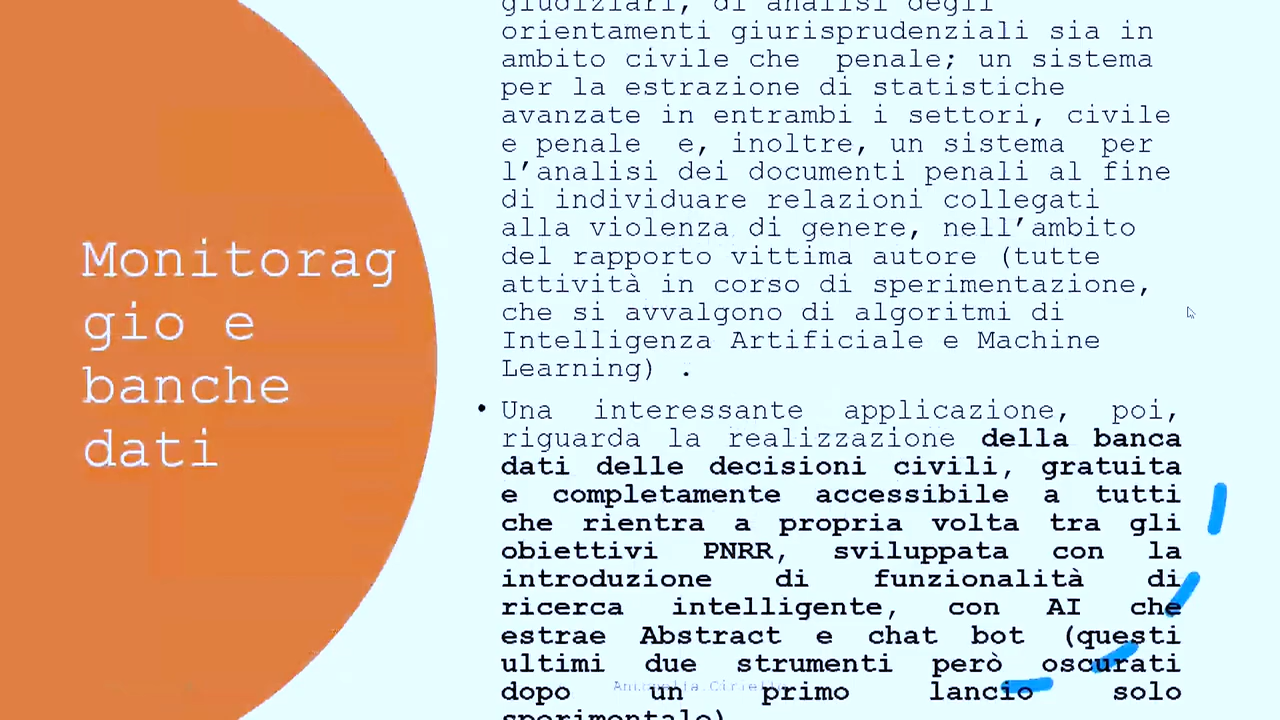 Monitorag
gio e
banche
dati
giudiziari, di analisi degli
orientamenti giurisprudenziali sia in
ambito civile che penale; un sistema
per la estrazione di statistiche
avanzate in entrambi i settori, civile
e penale e, inoltre, un sistema per
l’analisi dei documenti penali al fine
di individuare relazioni collegati
alla violenza di genere, nell’ambito
del rapporto vittima autore (tutte
attività in corso di sperimentazione,
che si avvalgono di algoritmi di
Intelligenza Artificiale e Machine
Learning) .
• Una interessante applicazione, poi,
riguarda la realizzazione della banca
dati delle decisioni civili, gratuita
e completamente accessibile a tutti
che rientra a propria volta tra gli
obiettivi PNRR, sviluppata con la
introduzione di funzionalità di
ricerca intelligente, con AI che
estrae Abstract e chat bot (questi
ultimi due strumenti però oscurati
dopo un primo lancio solo
sperimentale)